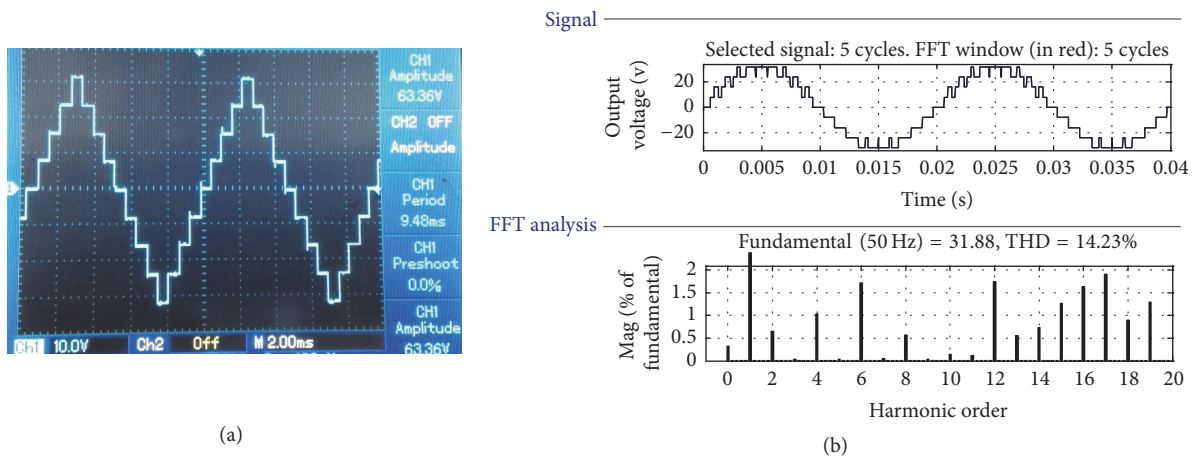 CH1
Amplitude
63.36V
CH2 OFF
Amplitude
CH1
Period
9.48ms
CH1
Preshoot
0.0%
CH1
Amplitude
63.36V
1
Ch1 10.0V Ch2 Off M 2.00ms
(a)
Signal
Selected signal: 5 cycles. FFT window (in red): 5 cycles
Output
voltage (v)
20
0
−20
0 0.005 0.01 0.015 0.02 0.025 0.03 0.035 0.04
Time (s)
FFT analysis
Fundamental (50 Hz) = 31.88, THD = 14.23%
Mag (% of
fundamental)
2
1.5
1
0.5
0
0 2 4 6 8 10 12 14 16 18 20
Harmonic order
(b)